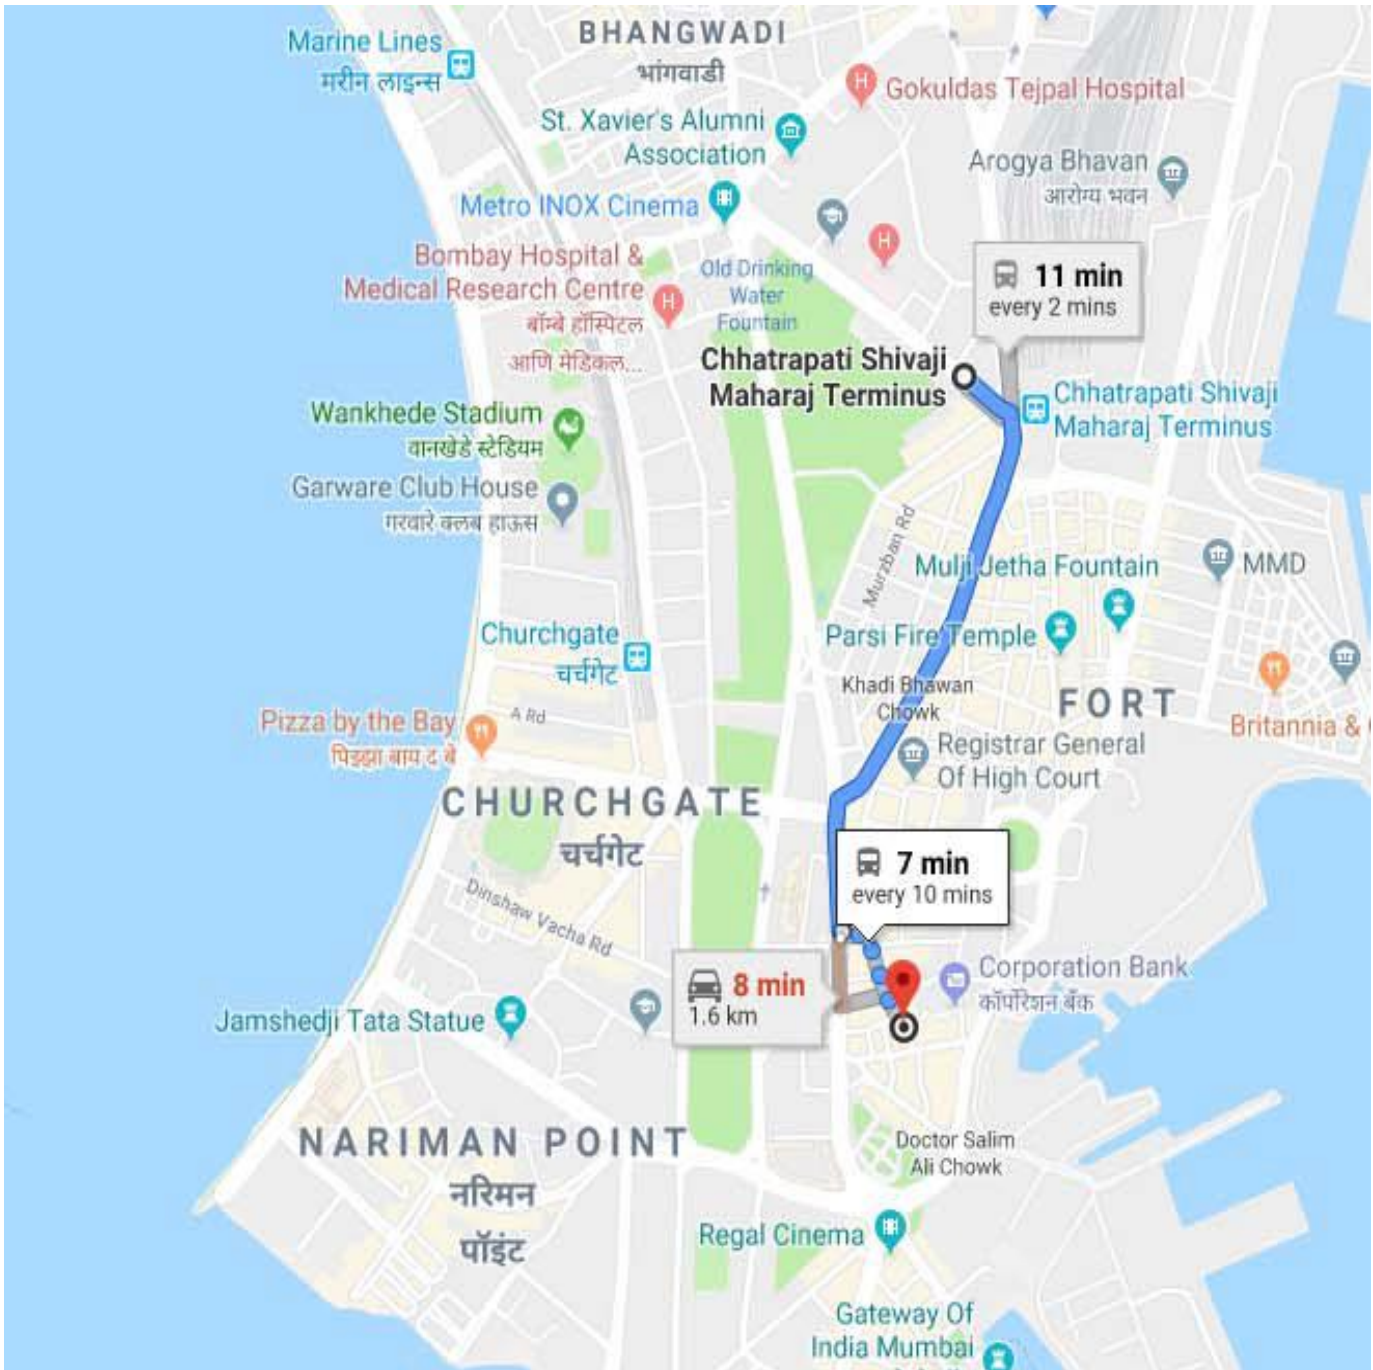 BHANGWADI
भांगवाडी
Marine Lines
मरीन लाइन्स
Gokuldas Tejpal Hospital
St. Xavier's Alumni
Association
Arogya Bhavan
आरोग्य भवन
Metro INOX Cinema
Bombay Hospital &
Medical Research Centre
बॉम्बे हॉस्पिटल
आणि मेडिकल...
Old Drinking
Water
Fountain
11 min
every 2 mins
Chhatrapati Shivaji
Maharaj Terminus
Chhatrapati Shivaji
Maharaj Terminus
Wankhede Stadium
वानखेडे स्टेडियम
Garware Club House
गरवारे क्लब हाऊस
Murzban Rd
Mulji Jetha Fountain
MMD
Parsi Fire Temple
Churchgate
चर्चगेट
Khadi Bhawan
Chowk
FORT
A Rd
Pizza by the Bay
पिझ्झा बाय द बे
Britannia &
Registrar General
Of High Court
CHURCHGATE
चर्चगेट
7 min
every 10 mins
Dinshaw Vacha Rd
8 min
1.6 km
Corporation Bank
कॉर्पोरेशन बँक
Jamshedji Tata Statue
NARIMAN POINT
नरिमन
पॉइंट
Doctor Salim
Ali Chowk
Regal Cinema
Gateway Of
India Mumbai